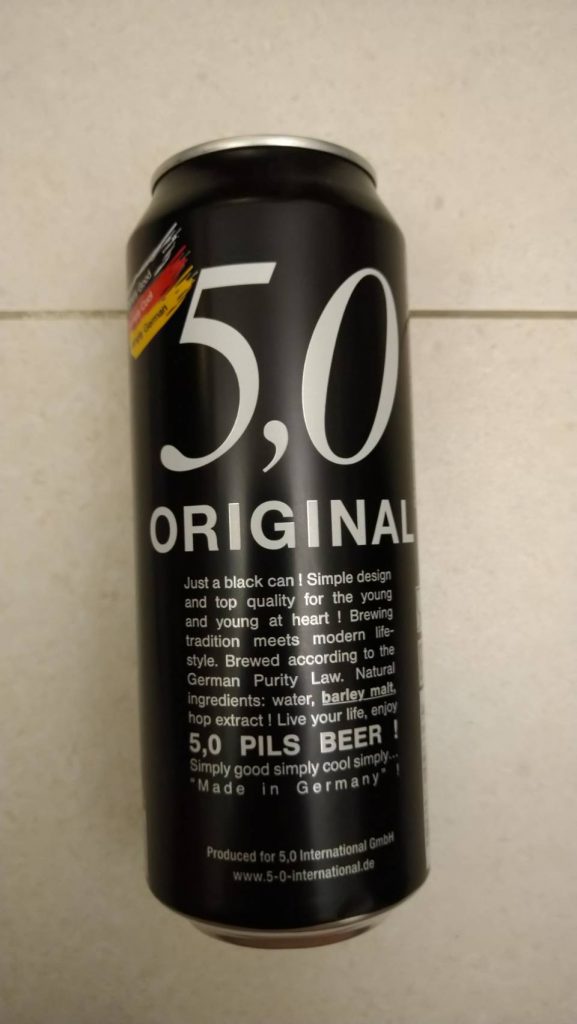 Good
Cool
German
5,0
ORIGINAL
Just a black can ! Simple design
and top quality for the young
and young at heart ! Brewing
tradition meets modern life-
style. Brewed according to the
German Purity Law. Natural
ingredients: water, barley malt,
hop extract ! Live your life, enjoy
5,0 PILS BEER !
Simply good simply cool simply...
"Made in Germany" !
Produced for 5,0 International GmbH
www.5-0-international.de